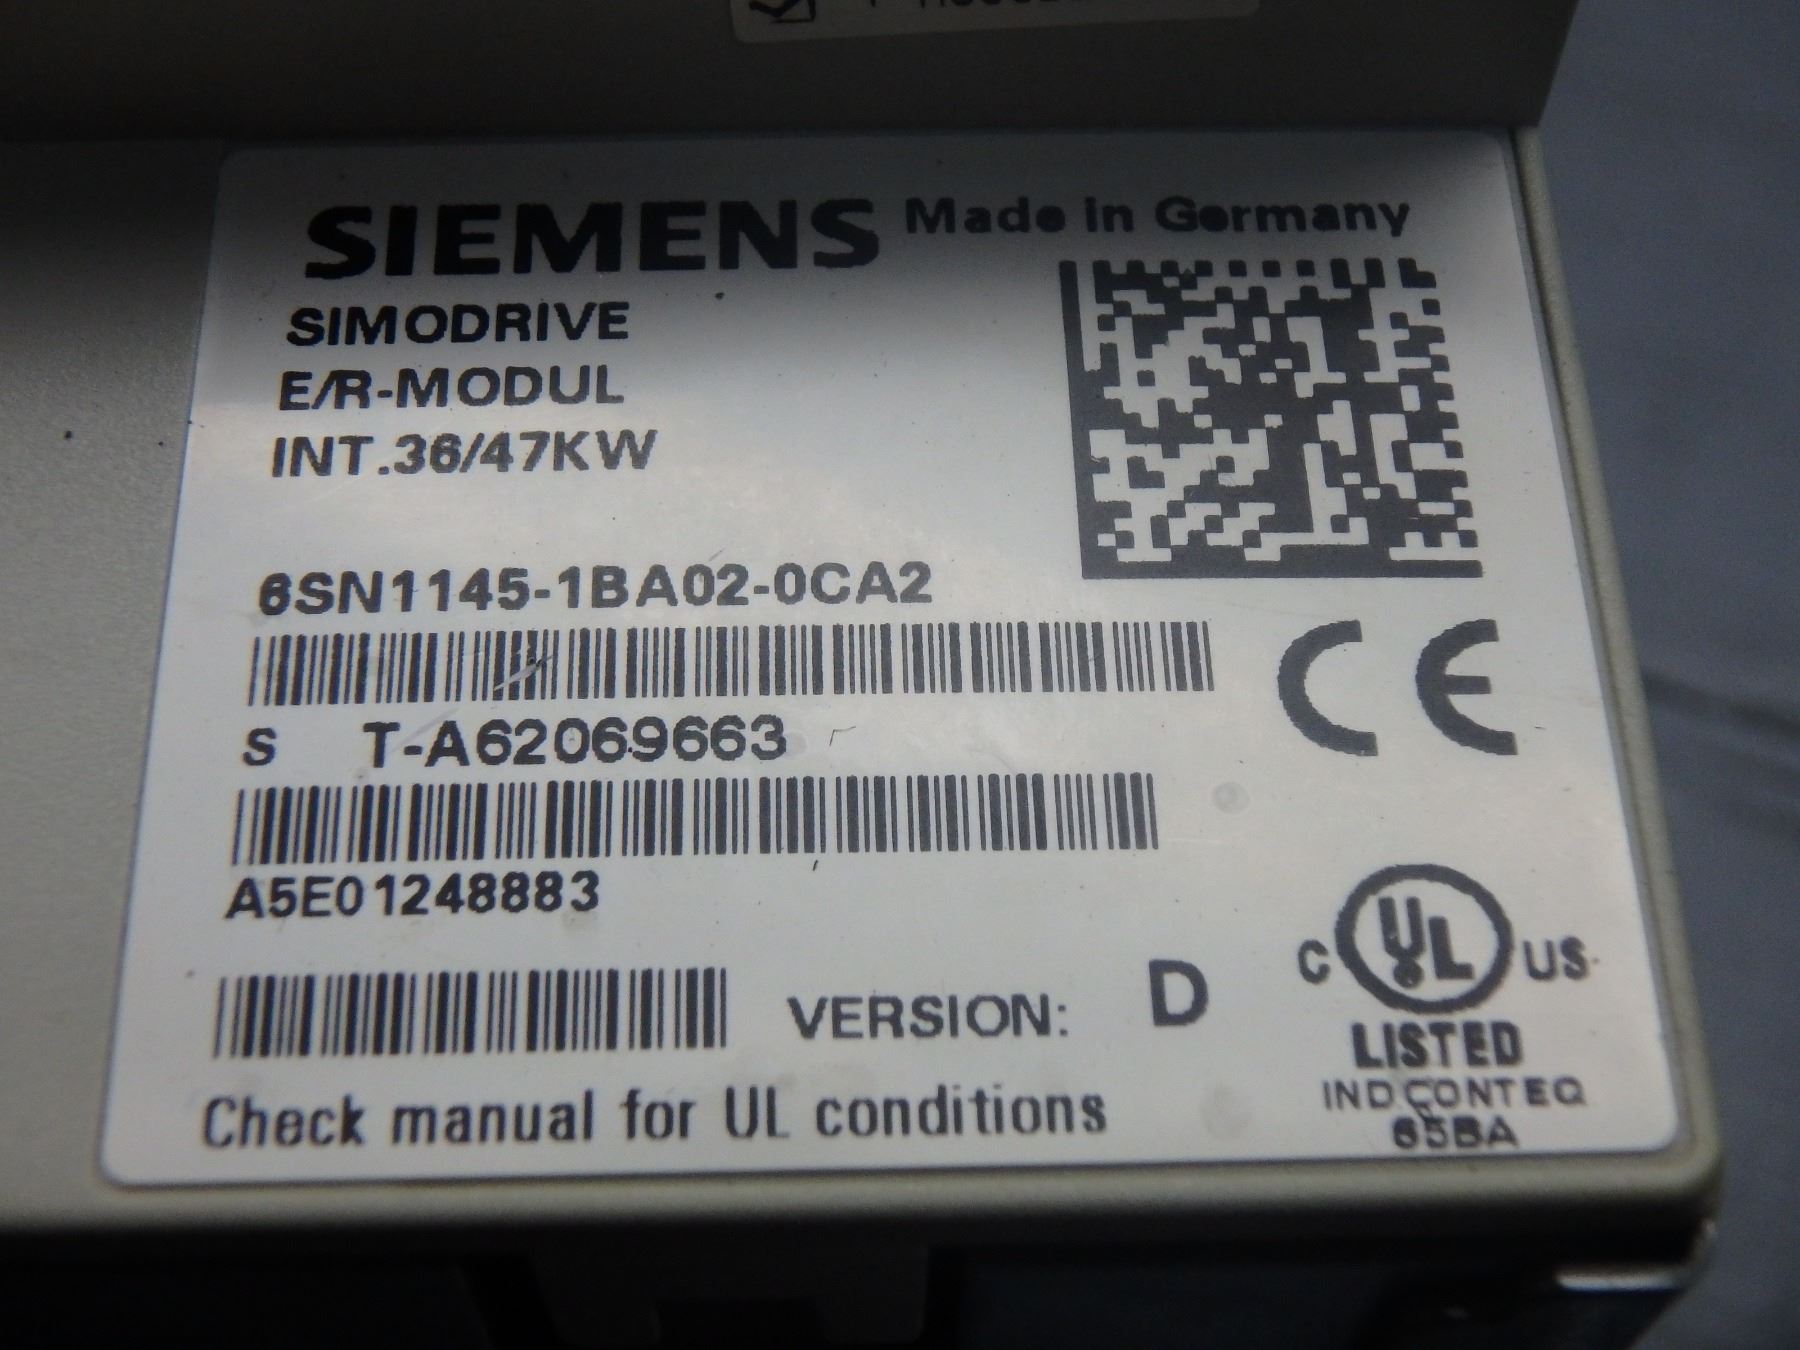 SIEMENS Made in Germany
SIMODRIVE
E/R-MODUL
INT.36/47KW
6SN1145-1BA02-0CA2
S T-A62069663
A5E01248883
VERSION: D
Check manual for UL conditions
C UL US
LISTED
IND CONT EQ
65BA
CE